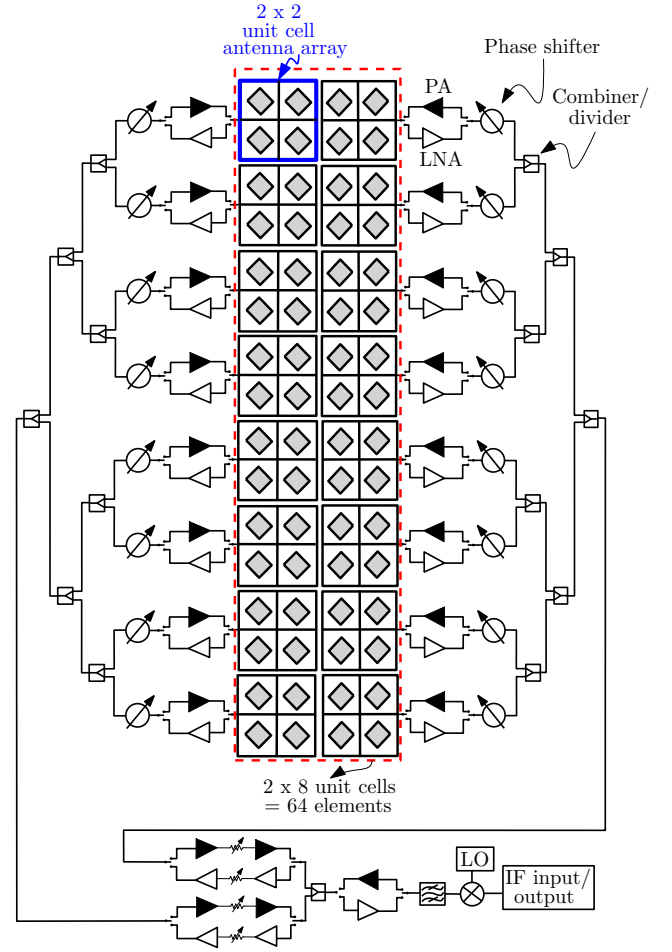 2 x 2
unit cell
antenna array
Phase shifter
PA
Combiner/
divider
LNA
2 x 8 unit cells
= 64 elements
LO
IF input/
output